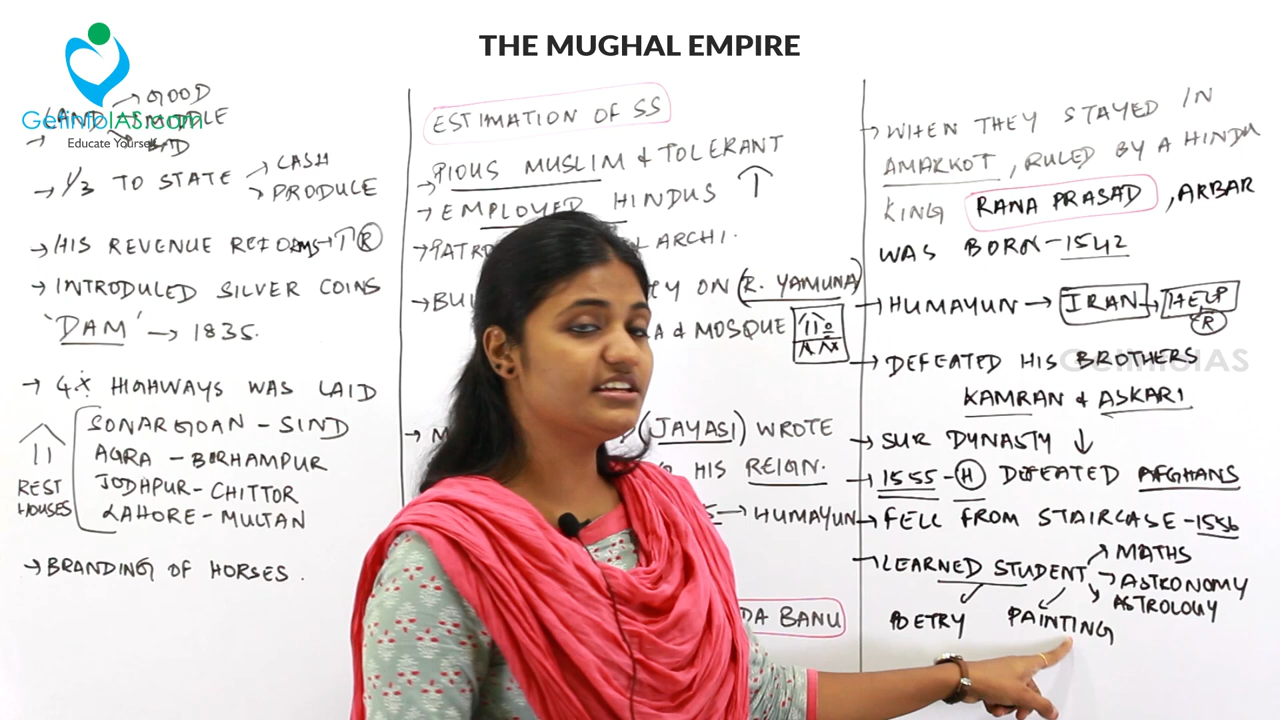 THE MUGHAL EMPIRE
GetintoIAS.com
Educate Yourself
LAND → GOOD
→ MIDDLE
→ BAD
→ 1/3 TO STATE → CASH
→ PRODUCE
→ HIS REVENUE REFORMS → ↑ R
→ INTRODUCED SILVER COINS
'DAM' → 1835.
→ 4 HIGHWAYS WAS LAID
SONARGOAN - SIND
AGRA - BURHAMPUR
JODHPUR - CHITTOR
LAHORE - MULTAN
REST
HOUSES
→ BRANDING OF HORSES.
ESTIMATION OF SS
→ PIOUS MUSLIM & TOLERANT
→ EMPLOYED HINDUS ↑
→ PATRO ARCHI.
ON (R. YAMUNA)
& MOSQUE
(JAYASI) WROTE
HIS REIGN.
→ HUMAYUN
DA BANU
→ WHEN THEY STAYED IN
AMARKOT, RULED BY A HINDU
KING RANA PRASAD, AKBAR
WAS BORN - 1542
→ HUMAYUN → IRAN → HELP
R
→ DEFEATED HIS BROTHERS
GetintoIAS
KAMRAN & ASKARI
→ SUR DYNASTY ↓
→ 1555 - H DEFEATED AFGHANS
→ FELL FROM STAIRCASE - 1556
→ LEARNED STUDENT → MATHS
→ ASTRONOMY
→ ASTROLOGY
POETRY PAINTING